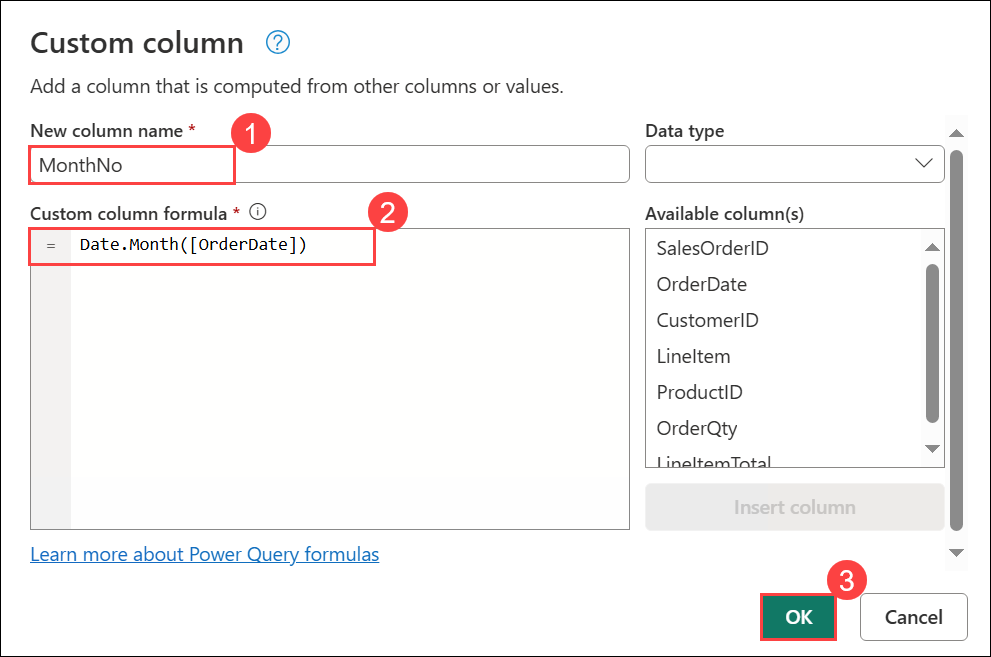 Custom column ?
Add a column that is computed from other columns or values.
New column name *
1
MonthNo
Data type
Custom column formula *
2
= Date.Month([OrderDate])
Available column(s)
SalesOrderID
OrderDate
CustomerID
LineItem
ProductID
OrderQty
LineItemTotal
Insert column
Learn more about Power Query formulas
3
OK
Cancel